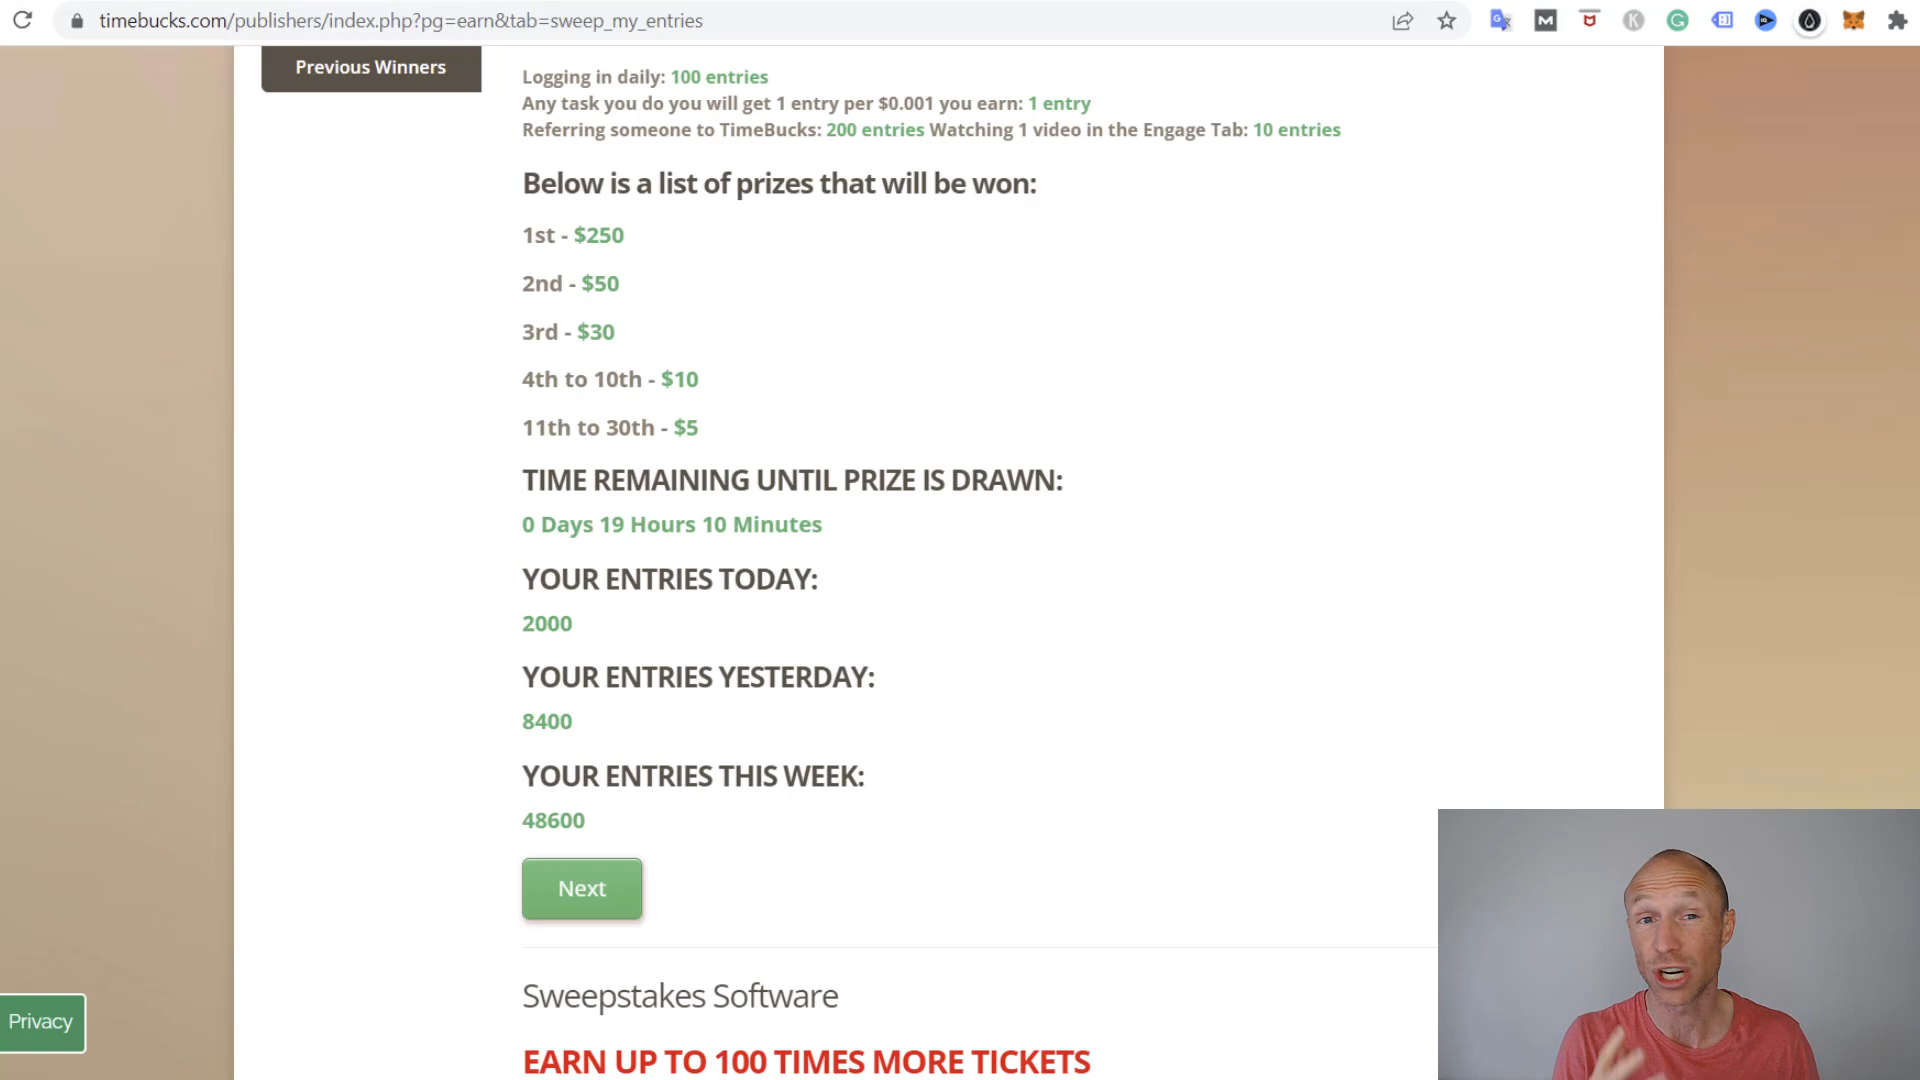 timebucks.com/publishers/index.php?pg=earn&tab=sweep_my_entries
Previous Winners
Logging in daily: 100 entries
Any task you do you will get 1 entry per $0.001 you earn: 1 entry
Referring someone to TimeBucks: 200 entries Watching 1 video in the Engage Tab: 10 entries
Below is a list of prizes that will be won:
1st - $250
2nd - $50
3rd - $30
4th to 10th - $10
11th to 30th - $5
TIME REMAINING UNTIL PRIZE IS DRAWN:
0 Days 19 Hours 10 Minutes
YOUR ENTRIES TODAY:
2000
YOUR ENTRIES YESTERDAY:
8400
YOUR ENTRIES THIS WEEK:
48600
Next
Sweepstakes Software
Privacy
EARN UP TO 100 TIMES MORE TICKETS